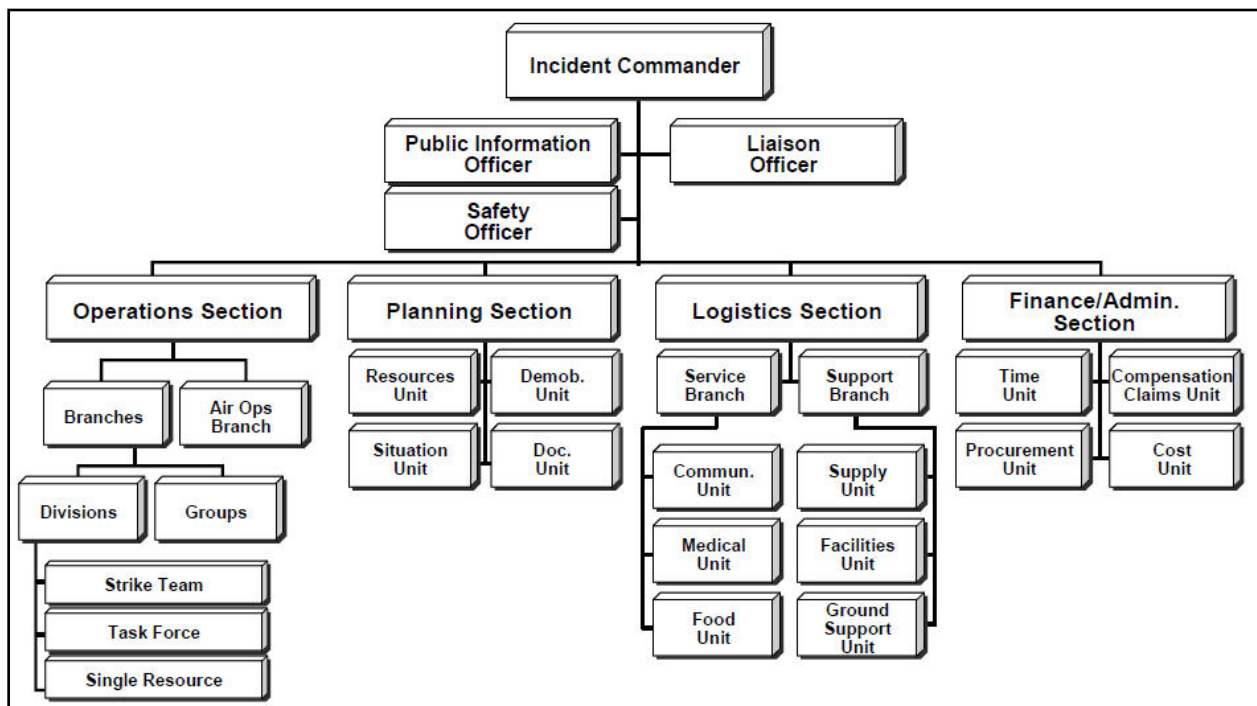 Incident Commander
Public Information
Officer
Liaison
Officer
Safety
Officer
Operations Section
Planning Section
Logistics Section
Finance/Admin.
Section
Branches
Air Ops
Branch
Divisions
Groups
Strike Team
Task Force
Single Resource
Resources
Unit
Demob.
Unit
Situation
Unit
Doc.
Unit
Service
Branch
Support
Branch
Commun.
Unit
Supply
Unit
Medical
Unit
Facilities
Unit
Food
Unit
Ground
Support
Unit
Time
Unit
Compensation
Claims Unit
Procurement
Unit
Cost
Unit